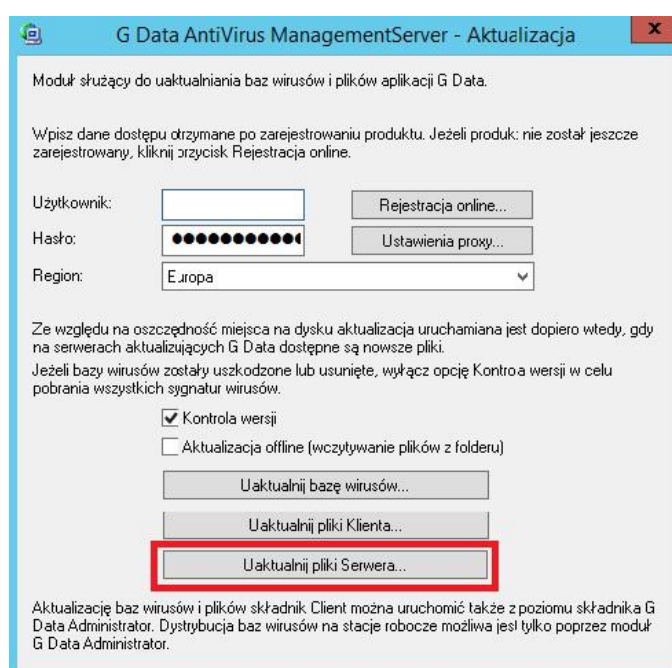 G Data AntiVirus ManagementServer - Aktualizacja
x
Moduł służący do uaktualniania baz wirusów i plików aplikacji G Data.
Wpisz dane dostępu otrzymane po zarejestrowaniu produktu. Jeżeli produkt nie został jeszcze
zarejestrowany, kliknij przycisk Rejestracja online.
Użytkownik:
Rejestracja online...
Hasło:
Ustawienia proxy...
Region:
Europa
Ze względu na oszczędność miejsca na dysku aktualizacja uruchamiana jest dopiero wtedy, gdy
na serwerach aktualizujących G Data dostępne są nowsze pliki.
Jeżeli bazy wirusów zostały uszkodzone lub usunięte, wyłącz opcję Kontrola wersji w celu
pobrania wszystkich sygnatur wirusów.
Kontrola wersji
Aktualizacja offline (wczytywanie plików z folderu)
Uaktualnij bazę wirusów...
Uaktualnij pliki Klienta...
Uaktualnij pliki Serwera...
Aktualizację baz wirusów i plików składnik Client można uruchomić także z poziomu składnika G
Data Administrator. Dystrybucja baz wirusów na stacje robocze możliwa jest tylko poprzez moduł
G Data Administrator.